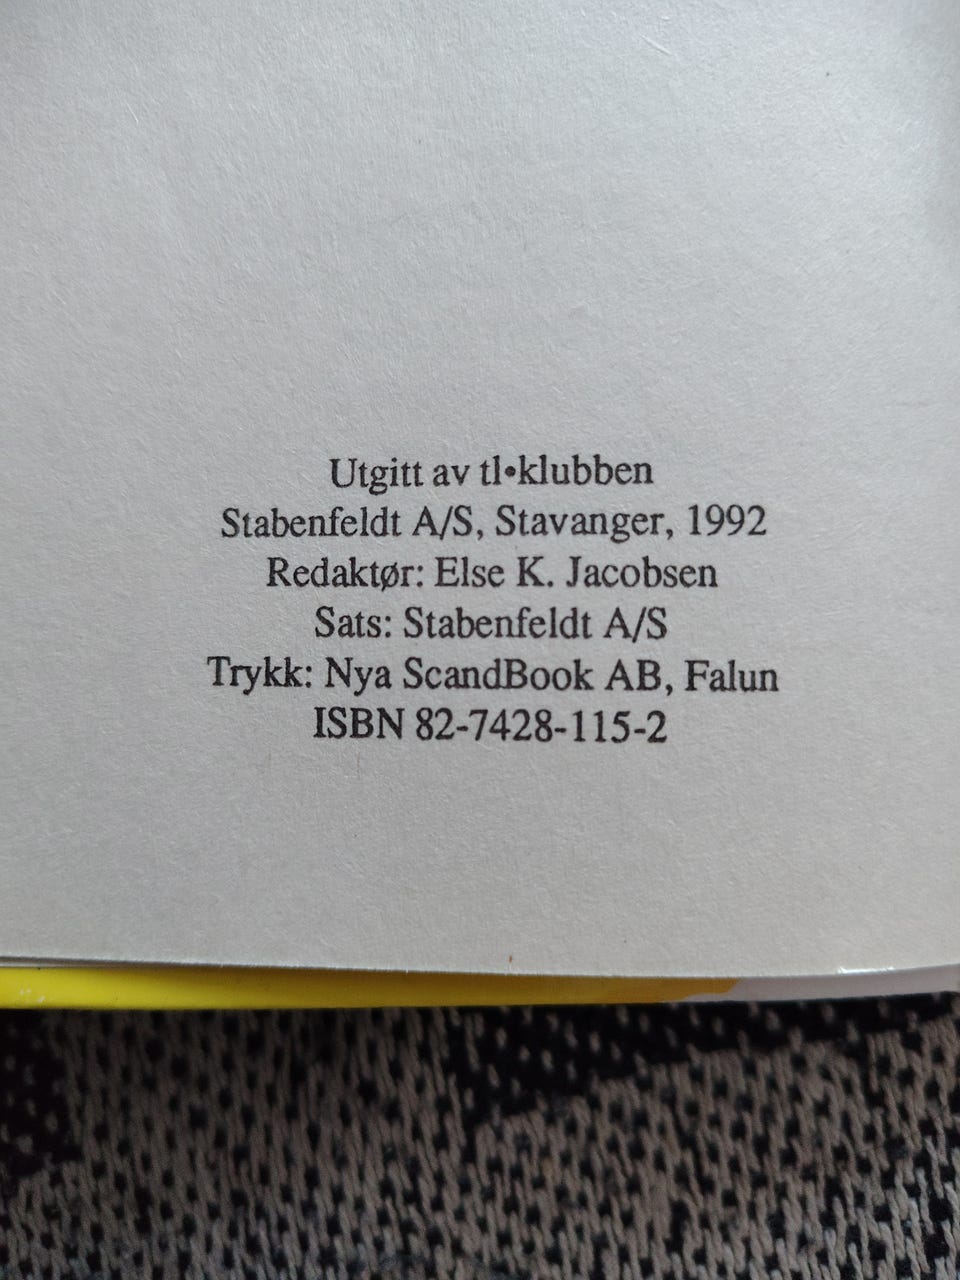 Utgitt av tl•klubben
Stabenfeldt A/S, Stavanger, 1992
Redaktør: Else K. Jacobsen
Sats: Stabenfeldt A/S
Trykk: Nya ScandBook AB, Falun
ISBN 82-7428-115-2